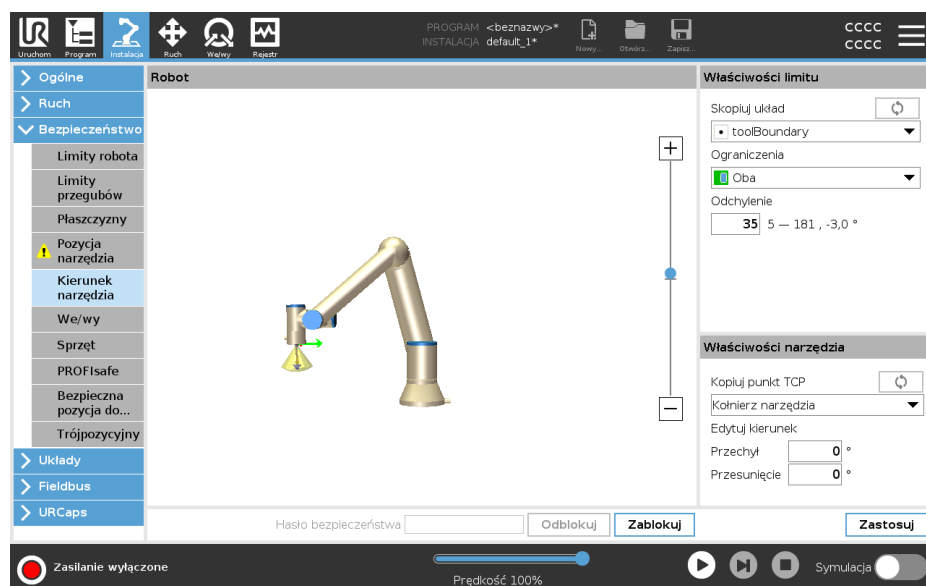 UR
PROGRAM <beznazwy>*
INSTALACJA default_1*
CCCC
CCCC
Uruchom Program Instalacja Ruch We/wy Rejestr Nowy... Otwórz... Zapisz...
Ogólne
Ruch
Bezpieczeństwo
Limity robota
Limity
przegubów
Płaszczyzny
Pozycja
narzędzia
Kierunek
narzędzia
We/wy
Sprzęt
PROFIsafe
Bezpieczna
pozycja do...
Trójpozycyjny
Układy
Fieldbus
URCaps
Robot
Hasło bezpieczeństwa Odblokuj Zablokuj
Właściwości limitu
Skopiuj układ
toolBoundary
Ograniczenia
Oba
Odchylenie
35 5 — 181 , -3,0 °
Właściwości narzędzia
Kopiuj punkt TCP
Kołnierz narzędzia
Edytuj kierunek
Przechył 0 °
Przesunięcie 0 °
Zastosuj
Zasilanie wyłączone
Prędkość 100%
Symulacja